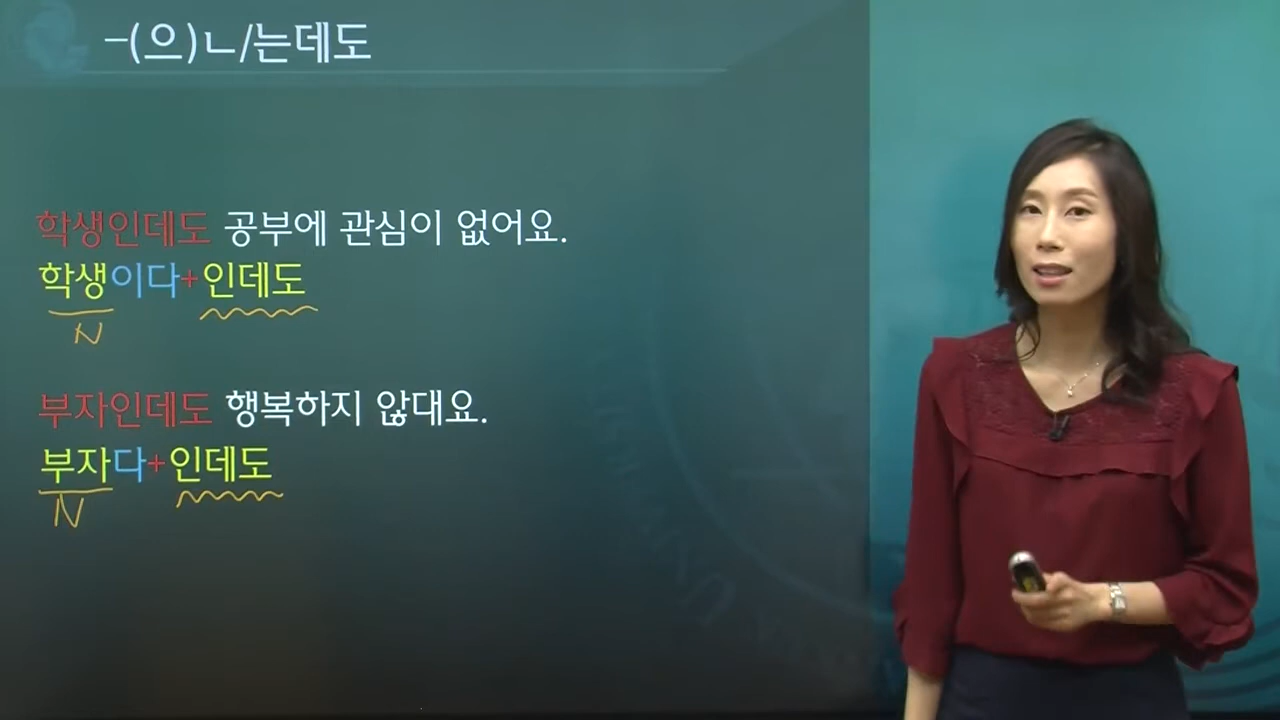 -(으)ㄴ/는데도
학생인데도 공부에 관심이 없어요.
학생이다+인데도
N
부자인데도 행복하지 않대요.
부자다+인데도
N